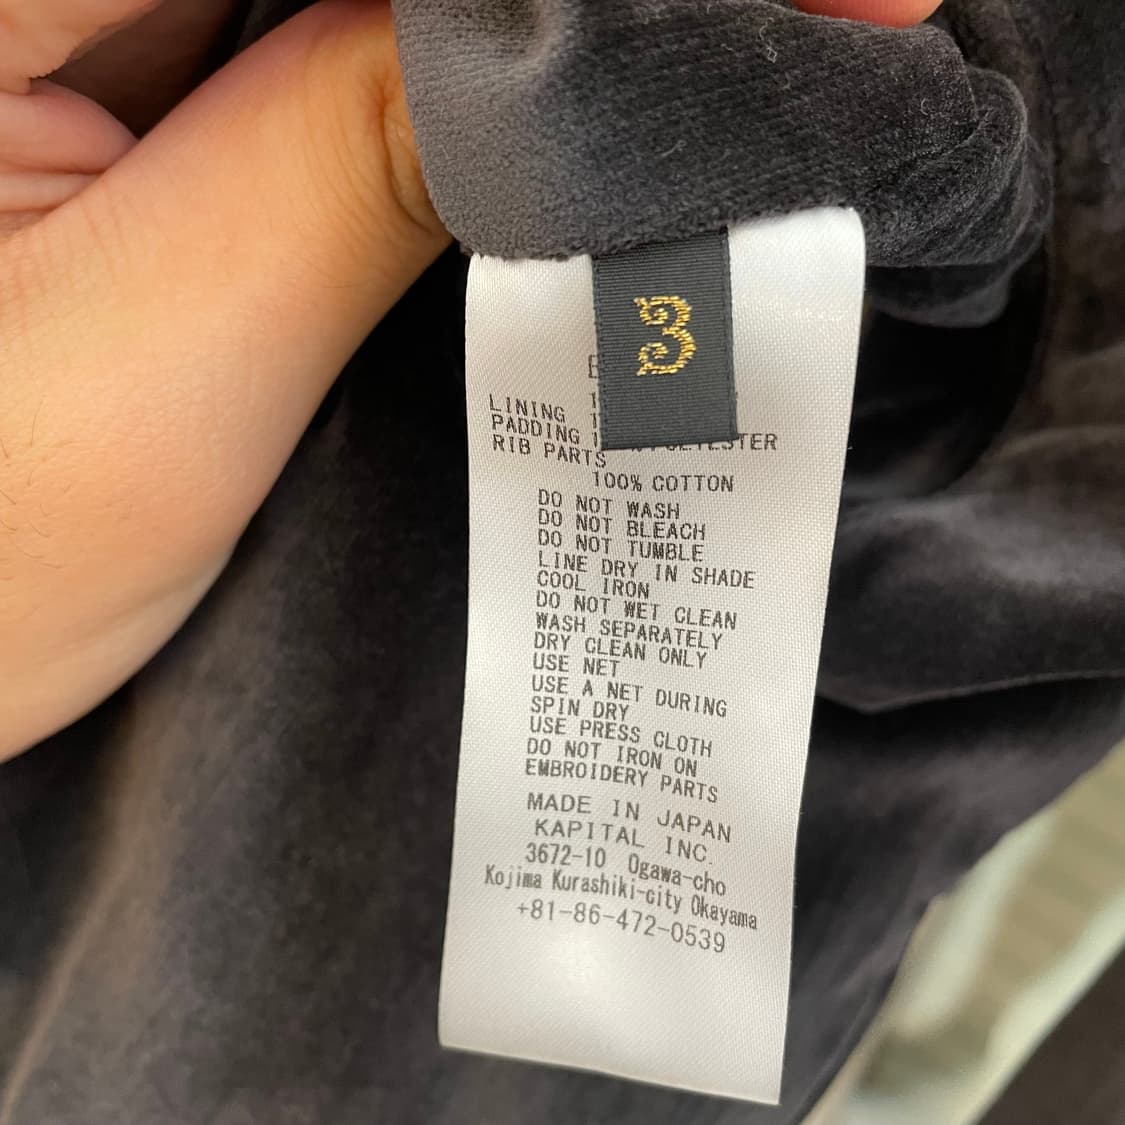 3
LINING
PADDING
RIB PARTS
100% COTTON
DO NOT WASH
DO NOT BLEACH
DO NOT TUMBLE
LINE DRY IN SHADE
COOL IRON
DO NOT WET CLEAN
WASH SEPARATELY
DRY CLEAN ONLY
USE NET
USE A NET DURING
SPIN DRY
USE PRESS CLOTH
DO NOT IRON ON
EMBROIDERY PARTS
MADE IN JAPAN
KAPITAL INC.
3672-10 Ogawa-cho
Kojima Kurashiki-city Okayama
+81-86-472-0539